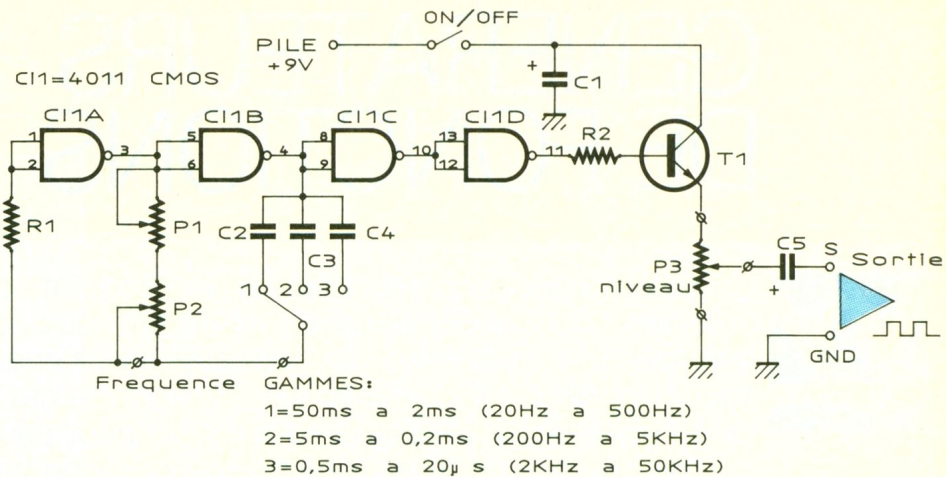 ON/OFF
PILE
+9V
+ C1
CI1=4011 CMOS
CI1A CI1B CI1C CI1D
1 2 3 5 6 4 8 9 10 13 12 11
R2
T1
R1 P1 C2 C3 C4
P2
1 2 3
P3
niveau
C5
+
S Sortie
GND
Frequence GAMMES:
1=50ms a 2ms (20Hz a 500Hz)
2=5ms a 0,2ms (200Hz a 5KHz)
3=0,5ms a 20µs (2KHz a 50KHz)